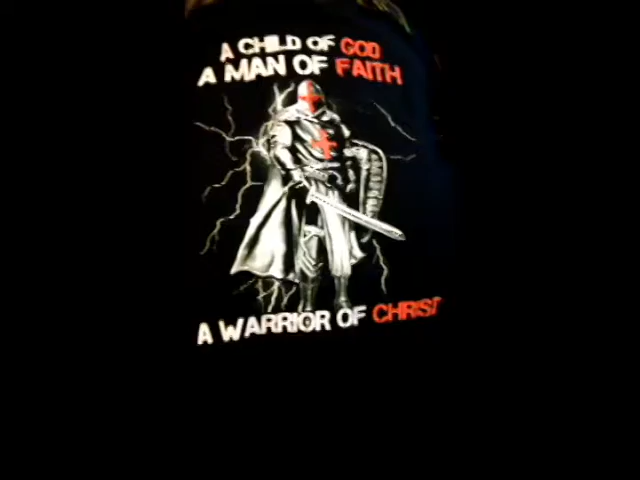 A CHILD OF GOD
A MAN OF FAITH
A WARRIOR OF CHRIST